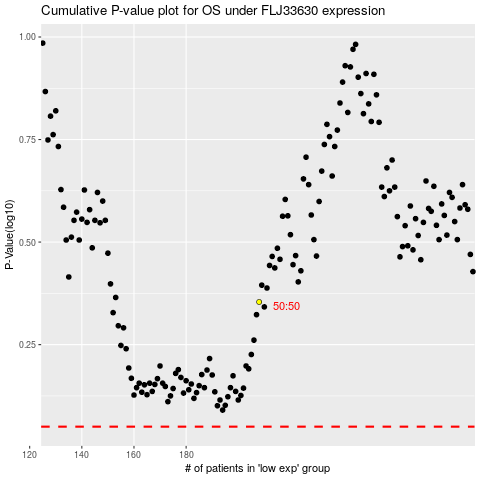 Cumulative P-value plot for OS under FLJ33630 expression
P-Value(log10)
1.00
0.75
0.50
0.25
50:50
120 140 160 180
# of patients in 'low exp' group